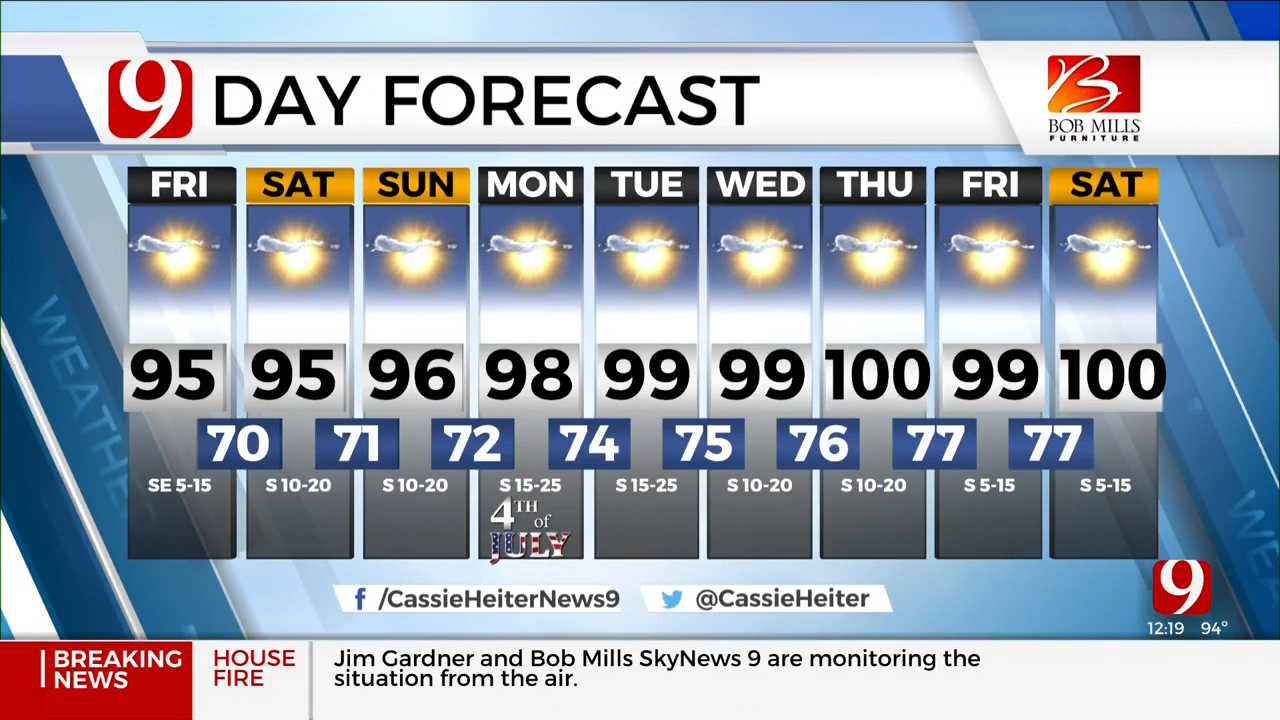 9 DAY FORECAST
B
BOB MILLS
FURNITURE
FRI SAT SUN MON TUE WED THU FRI SAT
95 95 96 98 99 99 100 99 100
70 71 72 74 75 76 77 77
SE 5-15 S 10-20 S 10-20 S 15-25 S 15-25 S 10-20 S 10-20 S 5-15 S 5-15
4TH
of
JULY
f /CassieHeiterNews9 @CassieHeiter
9
12:19 94°
BREAKING
NEWS
HOUSE
FIRE
Jim Gardner and Bob Mills SkyNews 9 are monitoring the
situation from the air.
WEATHER
WE